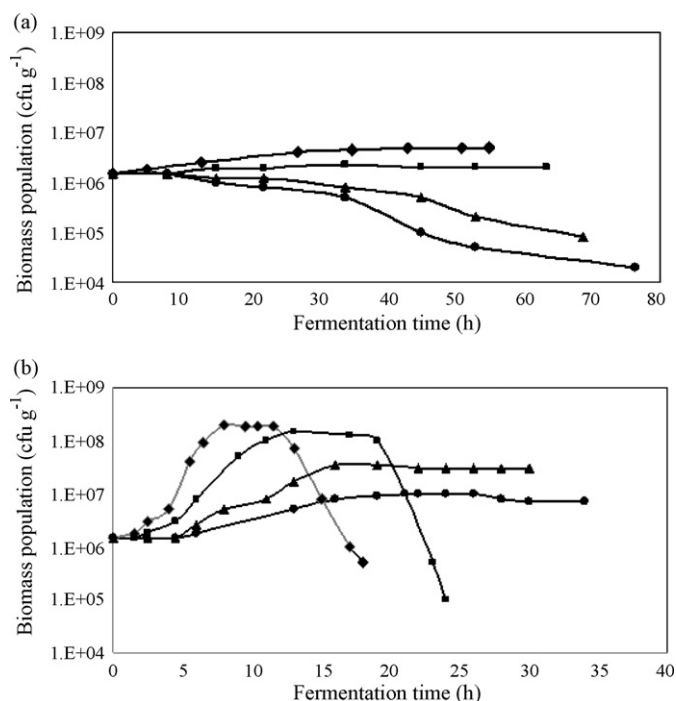 (a)
Biomass population (cfu g⁻¹)
1.E+09
1.E+08
1.E+07
1.E+06
1.E+05
1.E+04
0 10 20 30 40 50 60 70 80
Fermentation time (h)
(b)
Biomass population (cfu g⁻¹)
1.E+09
1.E+08
1.E+07
1.E+06
1.E+05
1.E+04
0 5 10 15 20 25 30 35 40
Fermentation time (h)